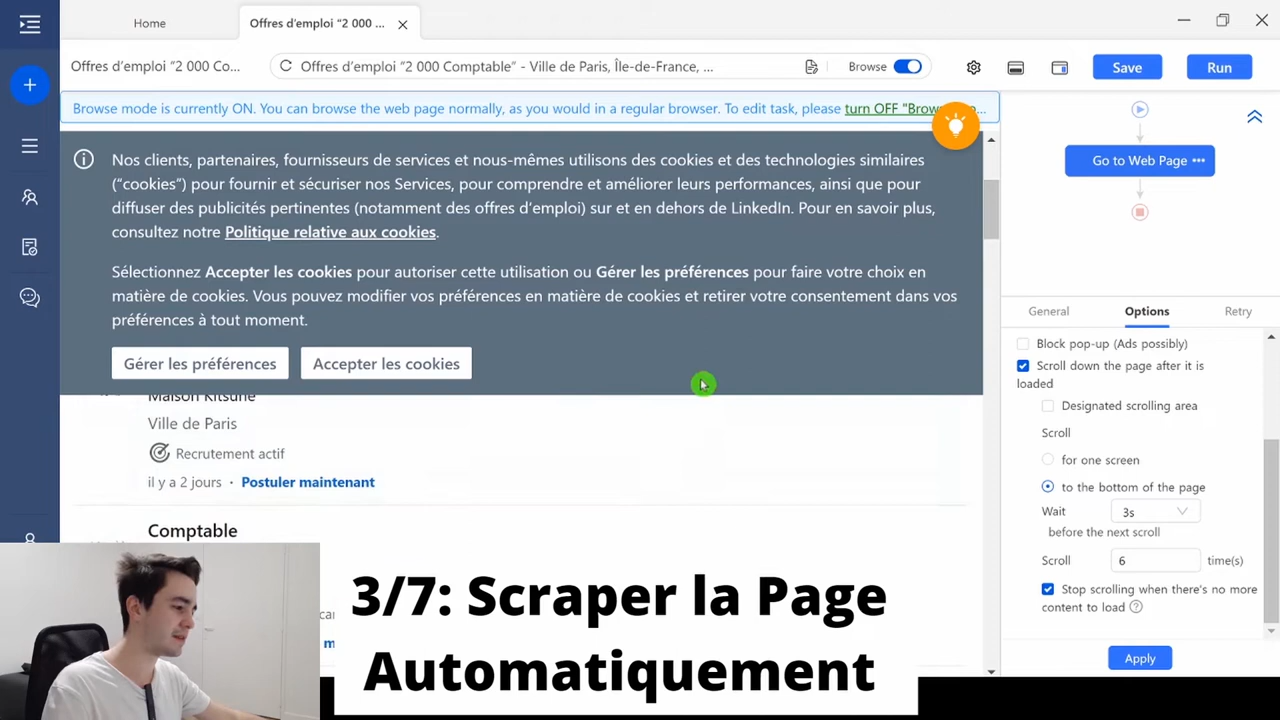 Home
Offres d'emploi “2 000 ...
Offres d'emploi “2 000 Co...
Offres d'emploi “2 000 Comptable” - Ville de Paris, Île-de-France, ...
Browse
Save
Run
Browse mode is currently ON. You can browse the web page normally, as you would in a regular browser. To edit task, please turn OFF "Brow
Nos clients, partenaires, fournisseurs de services et nous-mêmes utilisons des cookies et des technologies similaires
(“cookies”) pour fournir et sécuriser nos Services, pour comprendre et améliorer leurs performances, ainsi que pour
diffuser des publicités pertinentes (notamment des offres d'emploi) sur et en dehors de LinkedIn. Pour en savoir plus,
consultez notre Politique relative aux cookies.
Sélectionnez Accepter les cookies pour autoriser cette utilisation ou Gérer les préférences pour faire votre choix en
matière de cookies. Vous pouvez modifier vos préférences en matière de cookies et retirer votre consentement dans vos
préférences à tout moment.
Gérer les préférences
Accepter les cookies
Maison Kitsuné
Ville de Paris
Recrutement actif
il y a 2 jours · Postuler maintenant
Comptable
3/7: Scraper la Page
Automatiquement
Go to Web Page
General
Options
Retry
Block pop-up (Ads possibly)
Scroll down the page after it is
loaded
Designated scrolling area
Scroll
for one screen
to the bottom of the page
Wait
3s
before the next scroll
Scroll
6
time(s)
Stop scrolling when there's no more
content to load
Apply